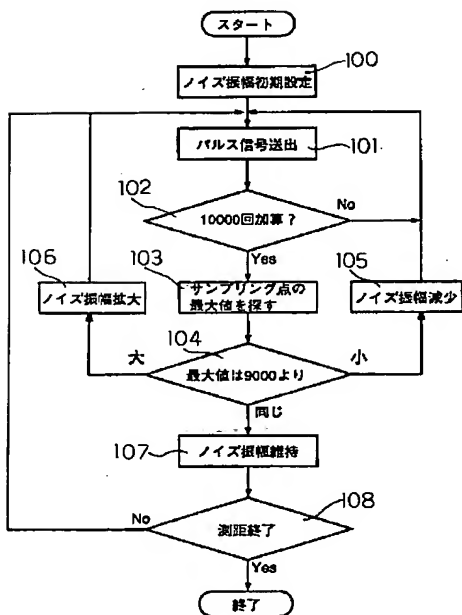 スタート
100
ノイズ振幅初期設定
パルス信号送出
101
102
10000回加算?
No
Yes
106
103
105
ノイズ振幅拡大
サンプリング点の
最大値を探す
ノイズ振幅減少
104
大
最大値は9000より
小
同じ
107
ノイズ振幅維持
108
No
測距終了
Yes
終了